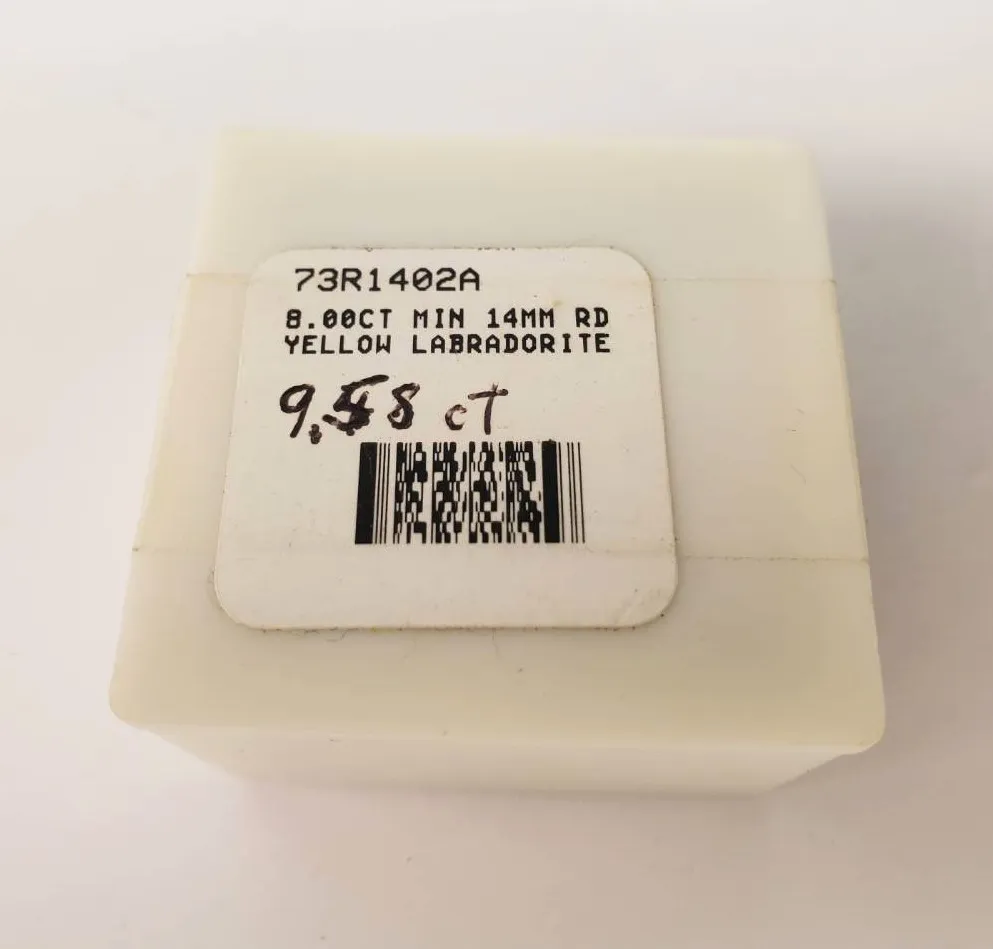 73R1402A
8.00CT MIN 14MM RD
YELLOW LABRADORITE
9.58 cT